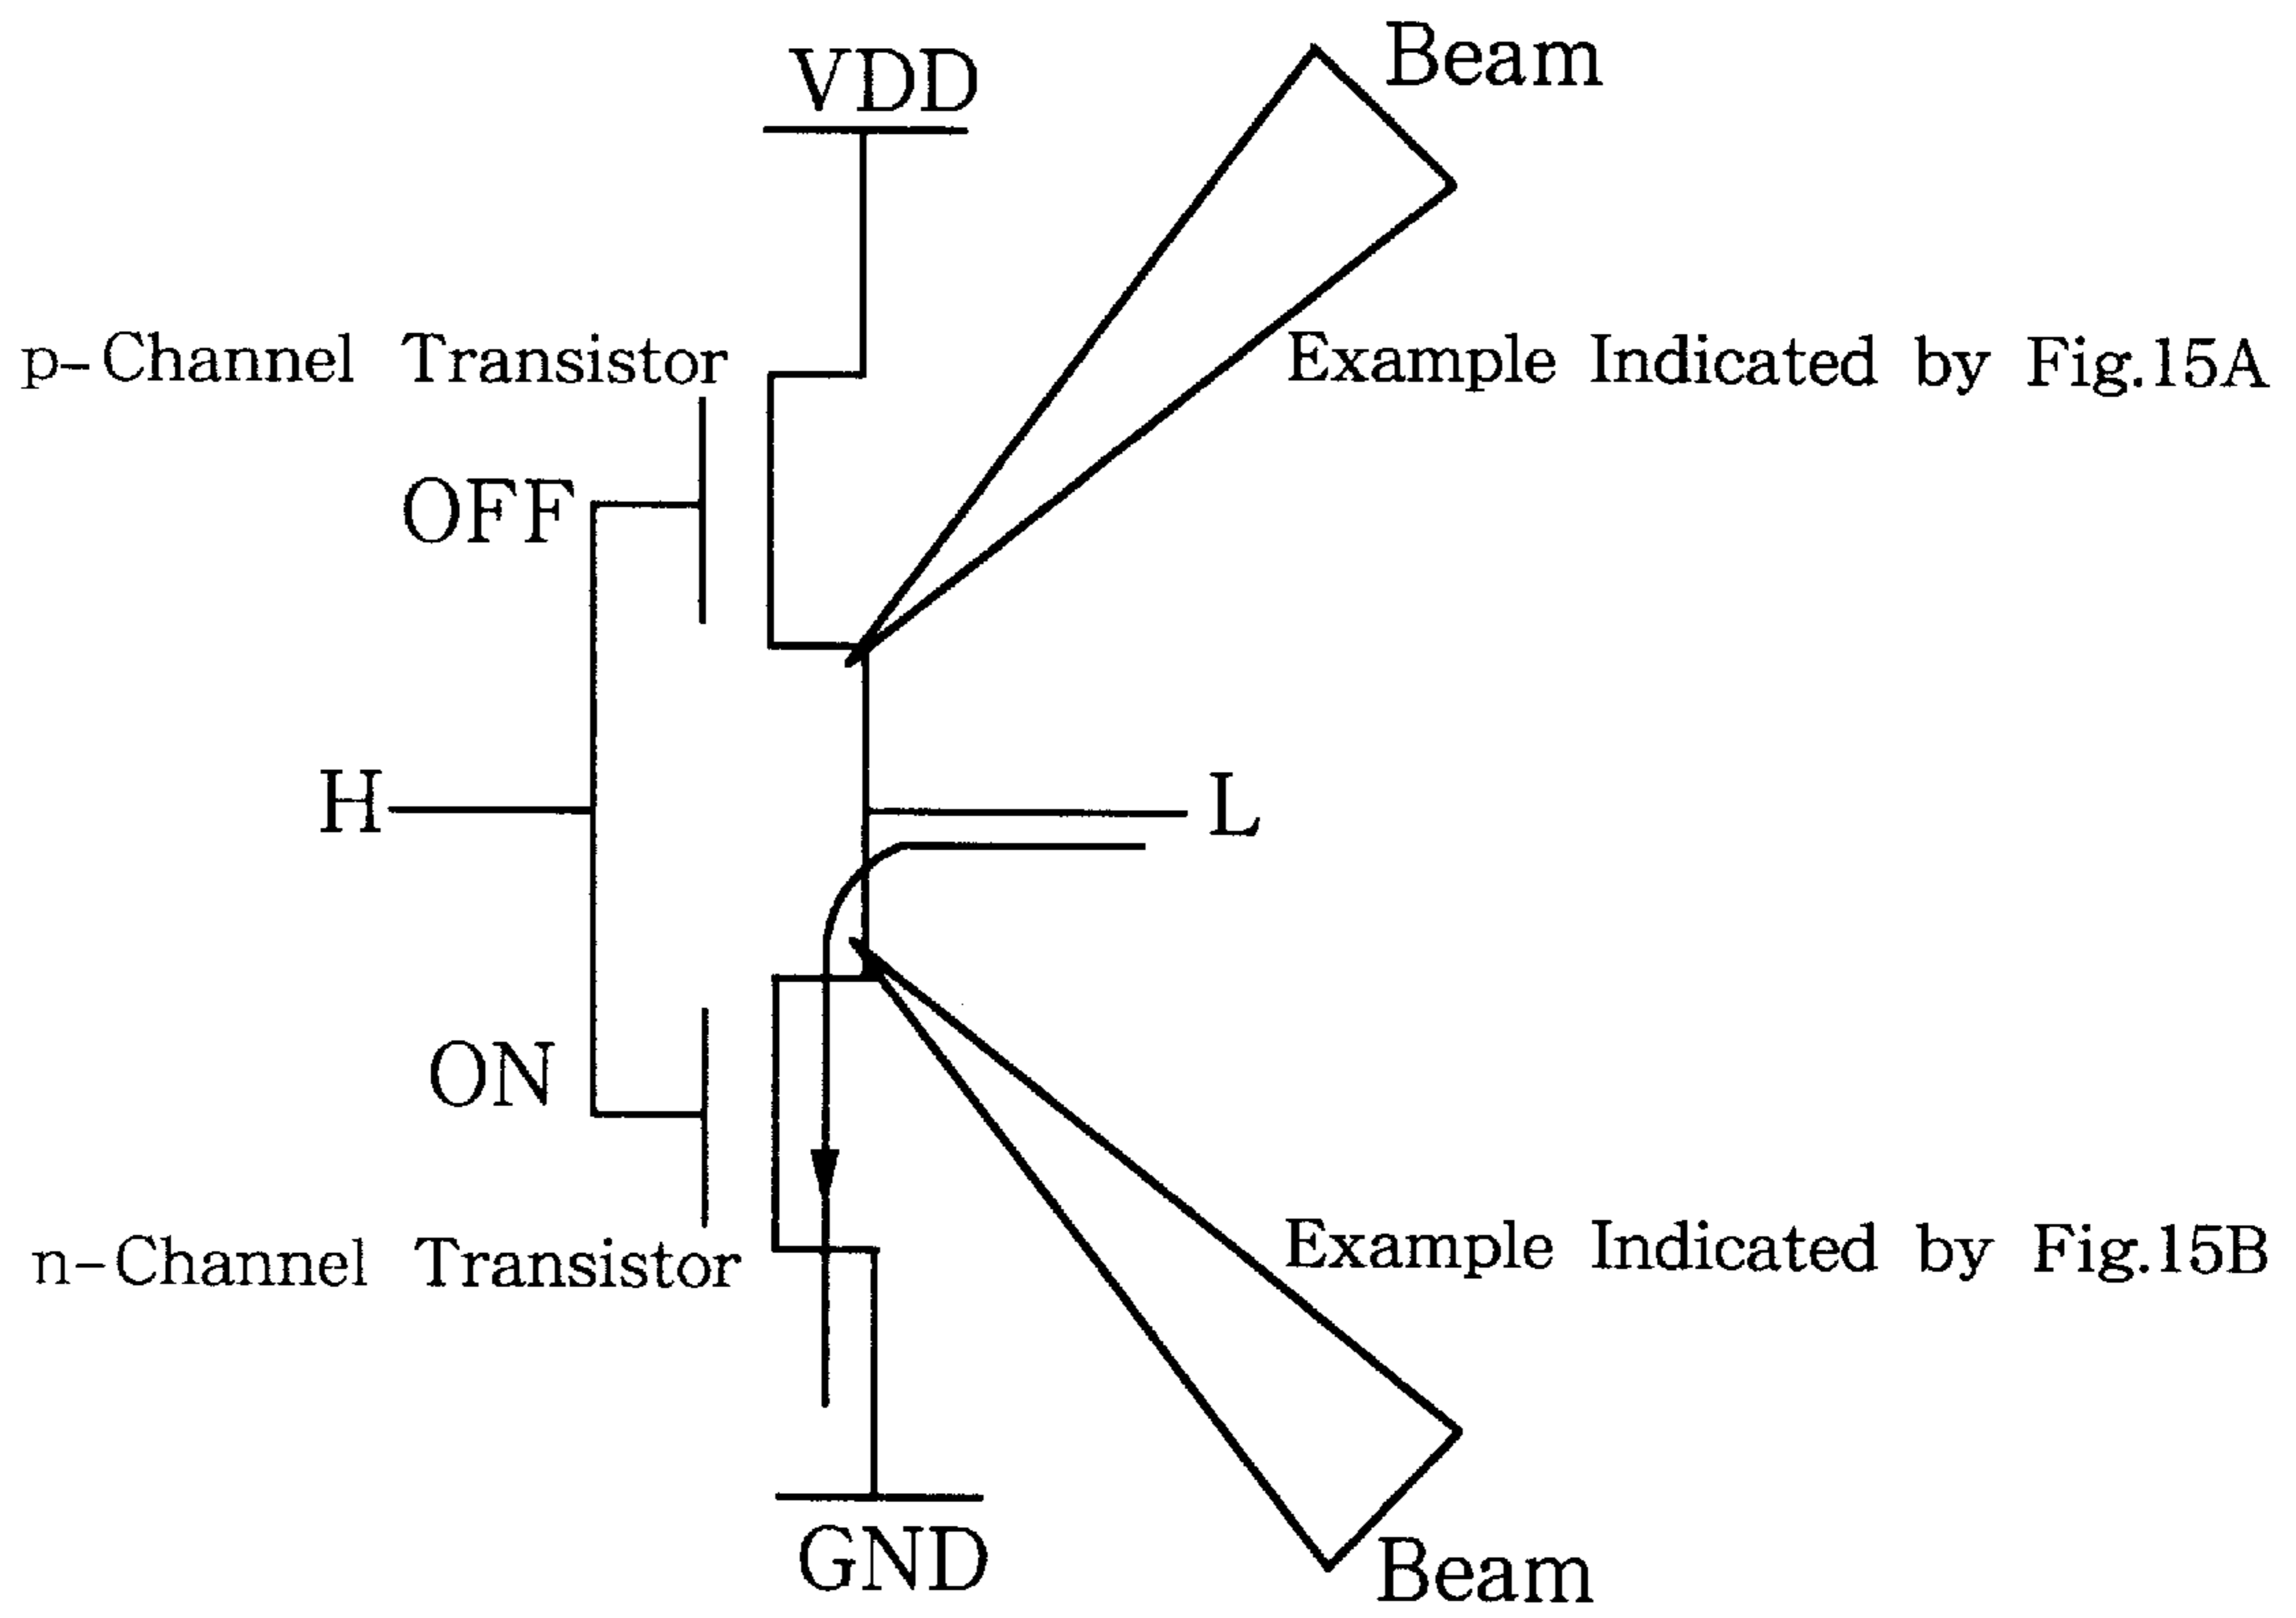 VDD
Beam
p-Channel Transistor
Example Indicated by Fig.15A
OFF
H
L
ON
n-Channel Transistor
Example Indicated by Fig.15B
GND
Beam